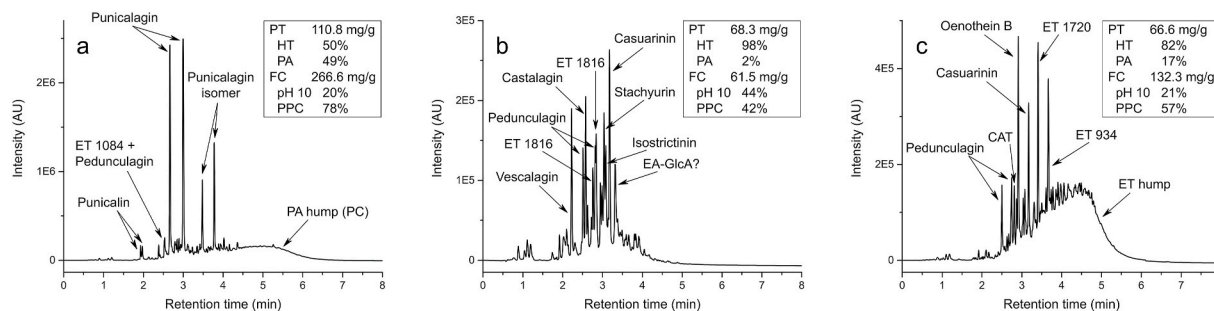 a
Punicalagin
Punicalagin
isomer
ET 1084 +
Pedunculagin
Punicalin
PA hump (PC)
PT 110.8 mg/g
HT 50%
PA 49%
FC 266.6 mg/g
pH 10 20%
PPC 78%
Intensity (AU)
2E6
1E6
0
0 1 2 3 4 5 6 7 8
Retention time (min)
b
Casuarinin
ET 1816
Castalagin
Stachyurin
Pedunculagin
ET 1816
Isostrictinin
Vescalagin
EA-GlcA?
PT 68.3 mg/g
HT 98%
PA 2%
FC 61.5 mg/g
pH 10 44%
PPC 42%
Intensity (AU)
3E5
2E5
1E5
0
0 1 2 3 4 5 6 7 8
Retention time (min)
c
Oenothein B
ET 1720
Casuarinin
CAT
ET 934
Pedunculagin
ET hump
PT 66.6 mg/g
HT 82%
PA 17%
FC 132.3 mg/g
pH 10 21%
PPC 57%
Intensity (AU)
4E5
2E5
0
0 1 2 3 4 5 6 7 8
Retention time (min)